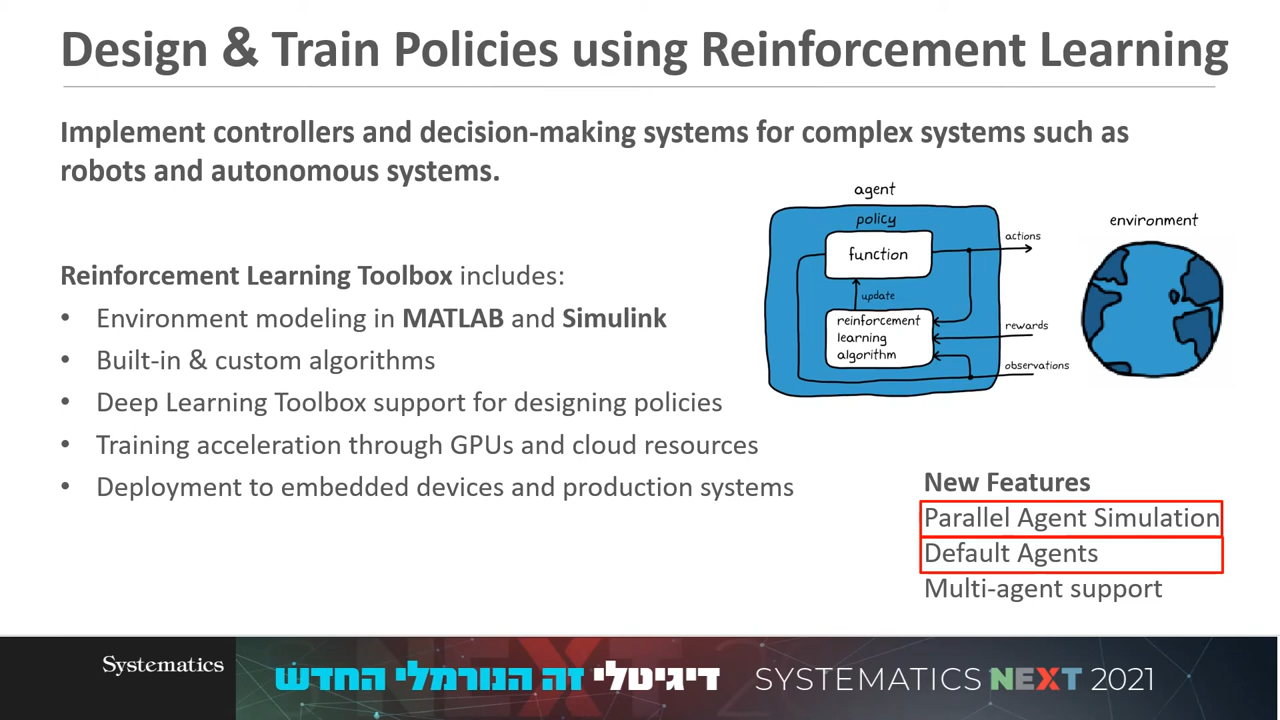 Design & Train Policies using Reinforcement Learning
Implement controllers and decision-making systems for complex systems such as
robots and autonomous systems.
Reinforcement Learning Toolbox includes:
• Environment modeling in MATLAB and Simulink
• Built-in & custom algorithms
• Deep Learning Toolbox support for designing policies
• Training acceleration through GPUs and cloud resources
• Deployment to embedded devices and production systems
agent
policy
function
update
reinforcement
learning
algorithm
actions
rewards
observations
environment
New Features
Parallel Agent Simulation
Default Agents
Multi-agent support
Systematics
דיגיטלי זה הנורמלי החדש
SYSTEMATICS NEXT 2021